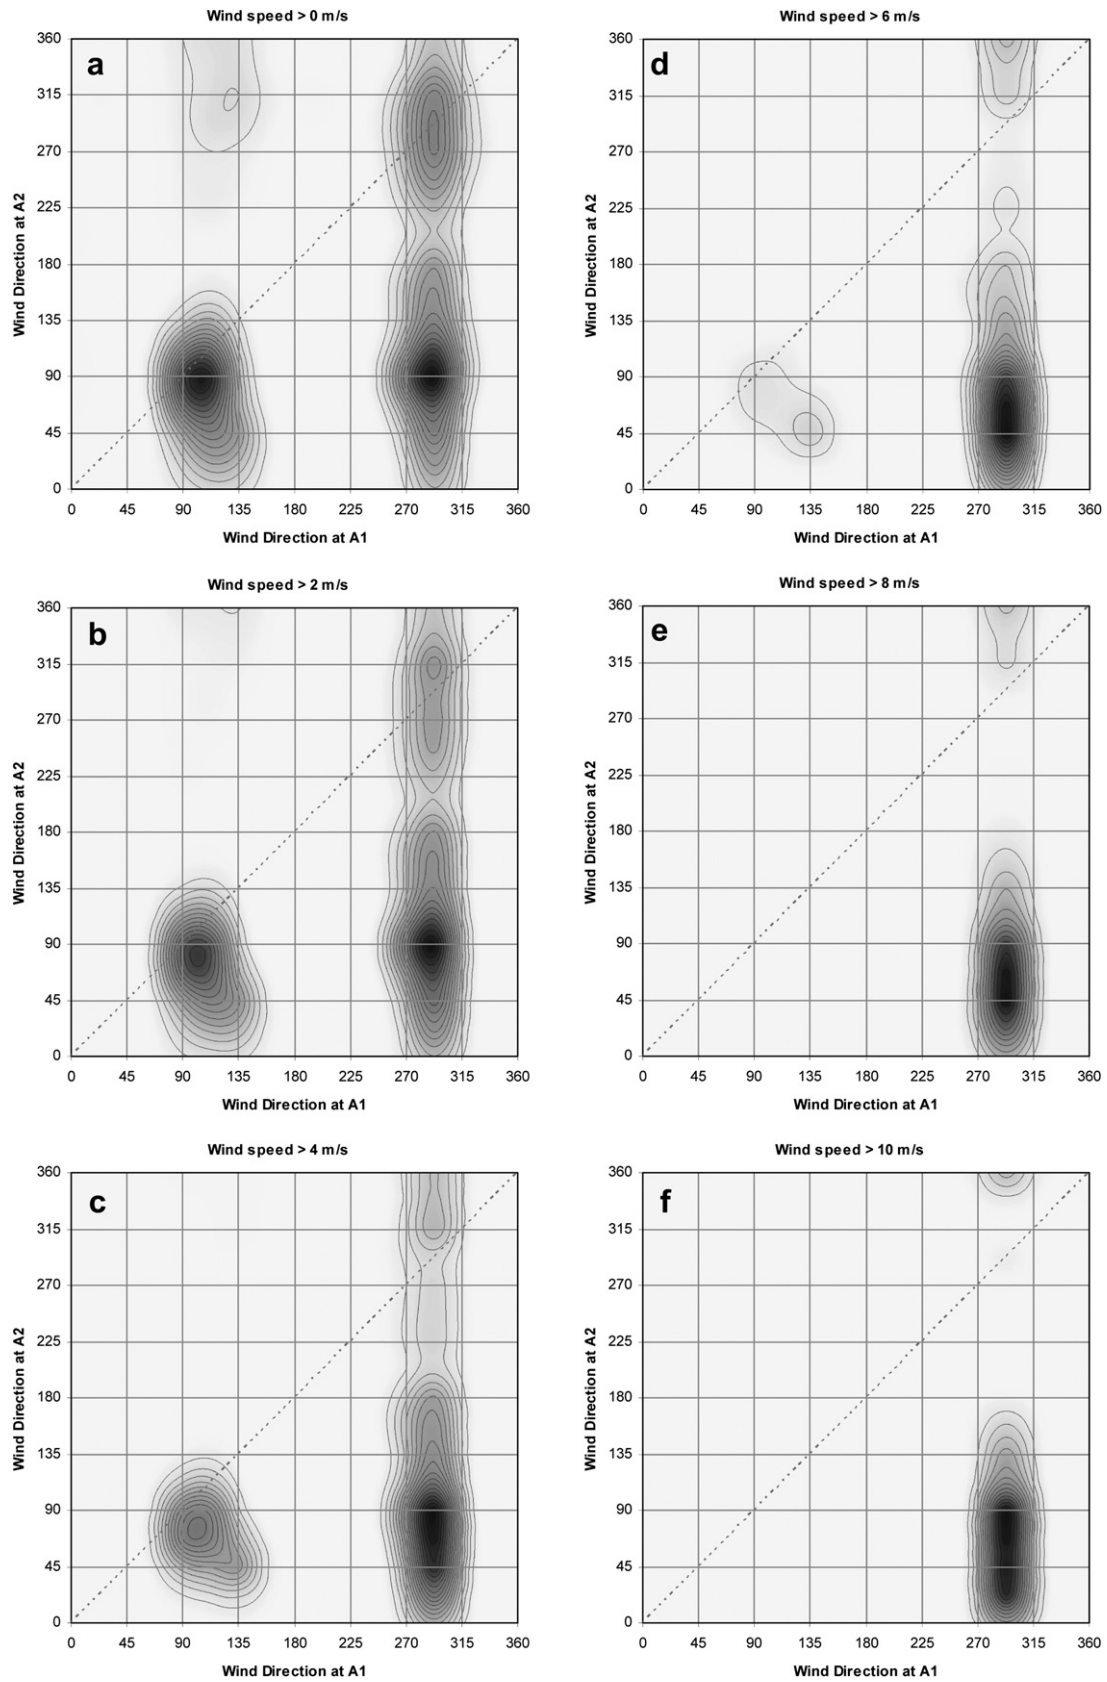 Wind speed > 0 m/s
a
360
315
270
225
180
135
90
45
0
Wind Direction at A2
0 45 90 135 180 225 270 315 360
Wind Direction at A1
Wind speed > 6 m/s
d
360
315
270
225
180
135
90
45
0
Wind Direction at A2
0 45 90 135 180 225 270 315 360
Wind Direction at A1
Wind speed > 2 m/s
b
360
315
270
225
180
135
90
45
0
Wind Direction at A2
0 45 90 135 180 225 270 315 360
Wind Direction at A1
Wind speed > 8 m/s
e
360
315
270
225
180
135
90
45
0
Wind Direction at A2
0 45 90 135 180 225 270 315 360
Wind Direction at A1
Wind speed > 4 m/s
c
360
315
270
225
180
135
90
45
0
Wind Direction at A2
0 45 90 135 180 225 270 315 360
Wind Direction at A1
Wind speed > 10 m/s
f
360
315
270
225
180
135
90
45
0
Wind Direction at A2
0 45 90 135 180 225 270 315 360
Wind Direction at A1